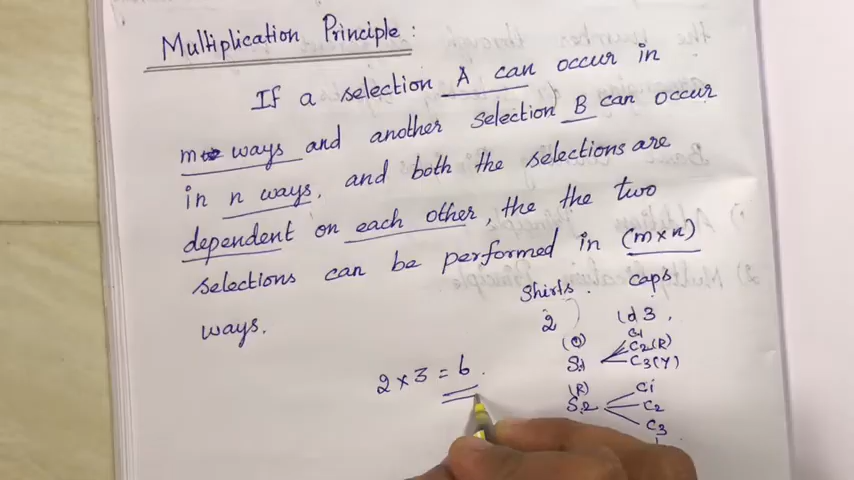 Multiplication Principle:
If a selection A can occur in
m ways and another selection B can occur
in n ways, and both the selections are
dependent on each other, the the two
selections can be performed in (m×n)
ways.
Shirts. caps
2 3.
C1
S1 C2(R)
C3(Y)
(R) C1
S2 C2
C3
2 × 3 = 6.